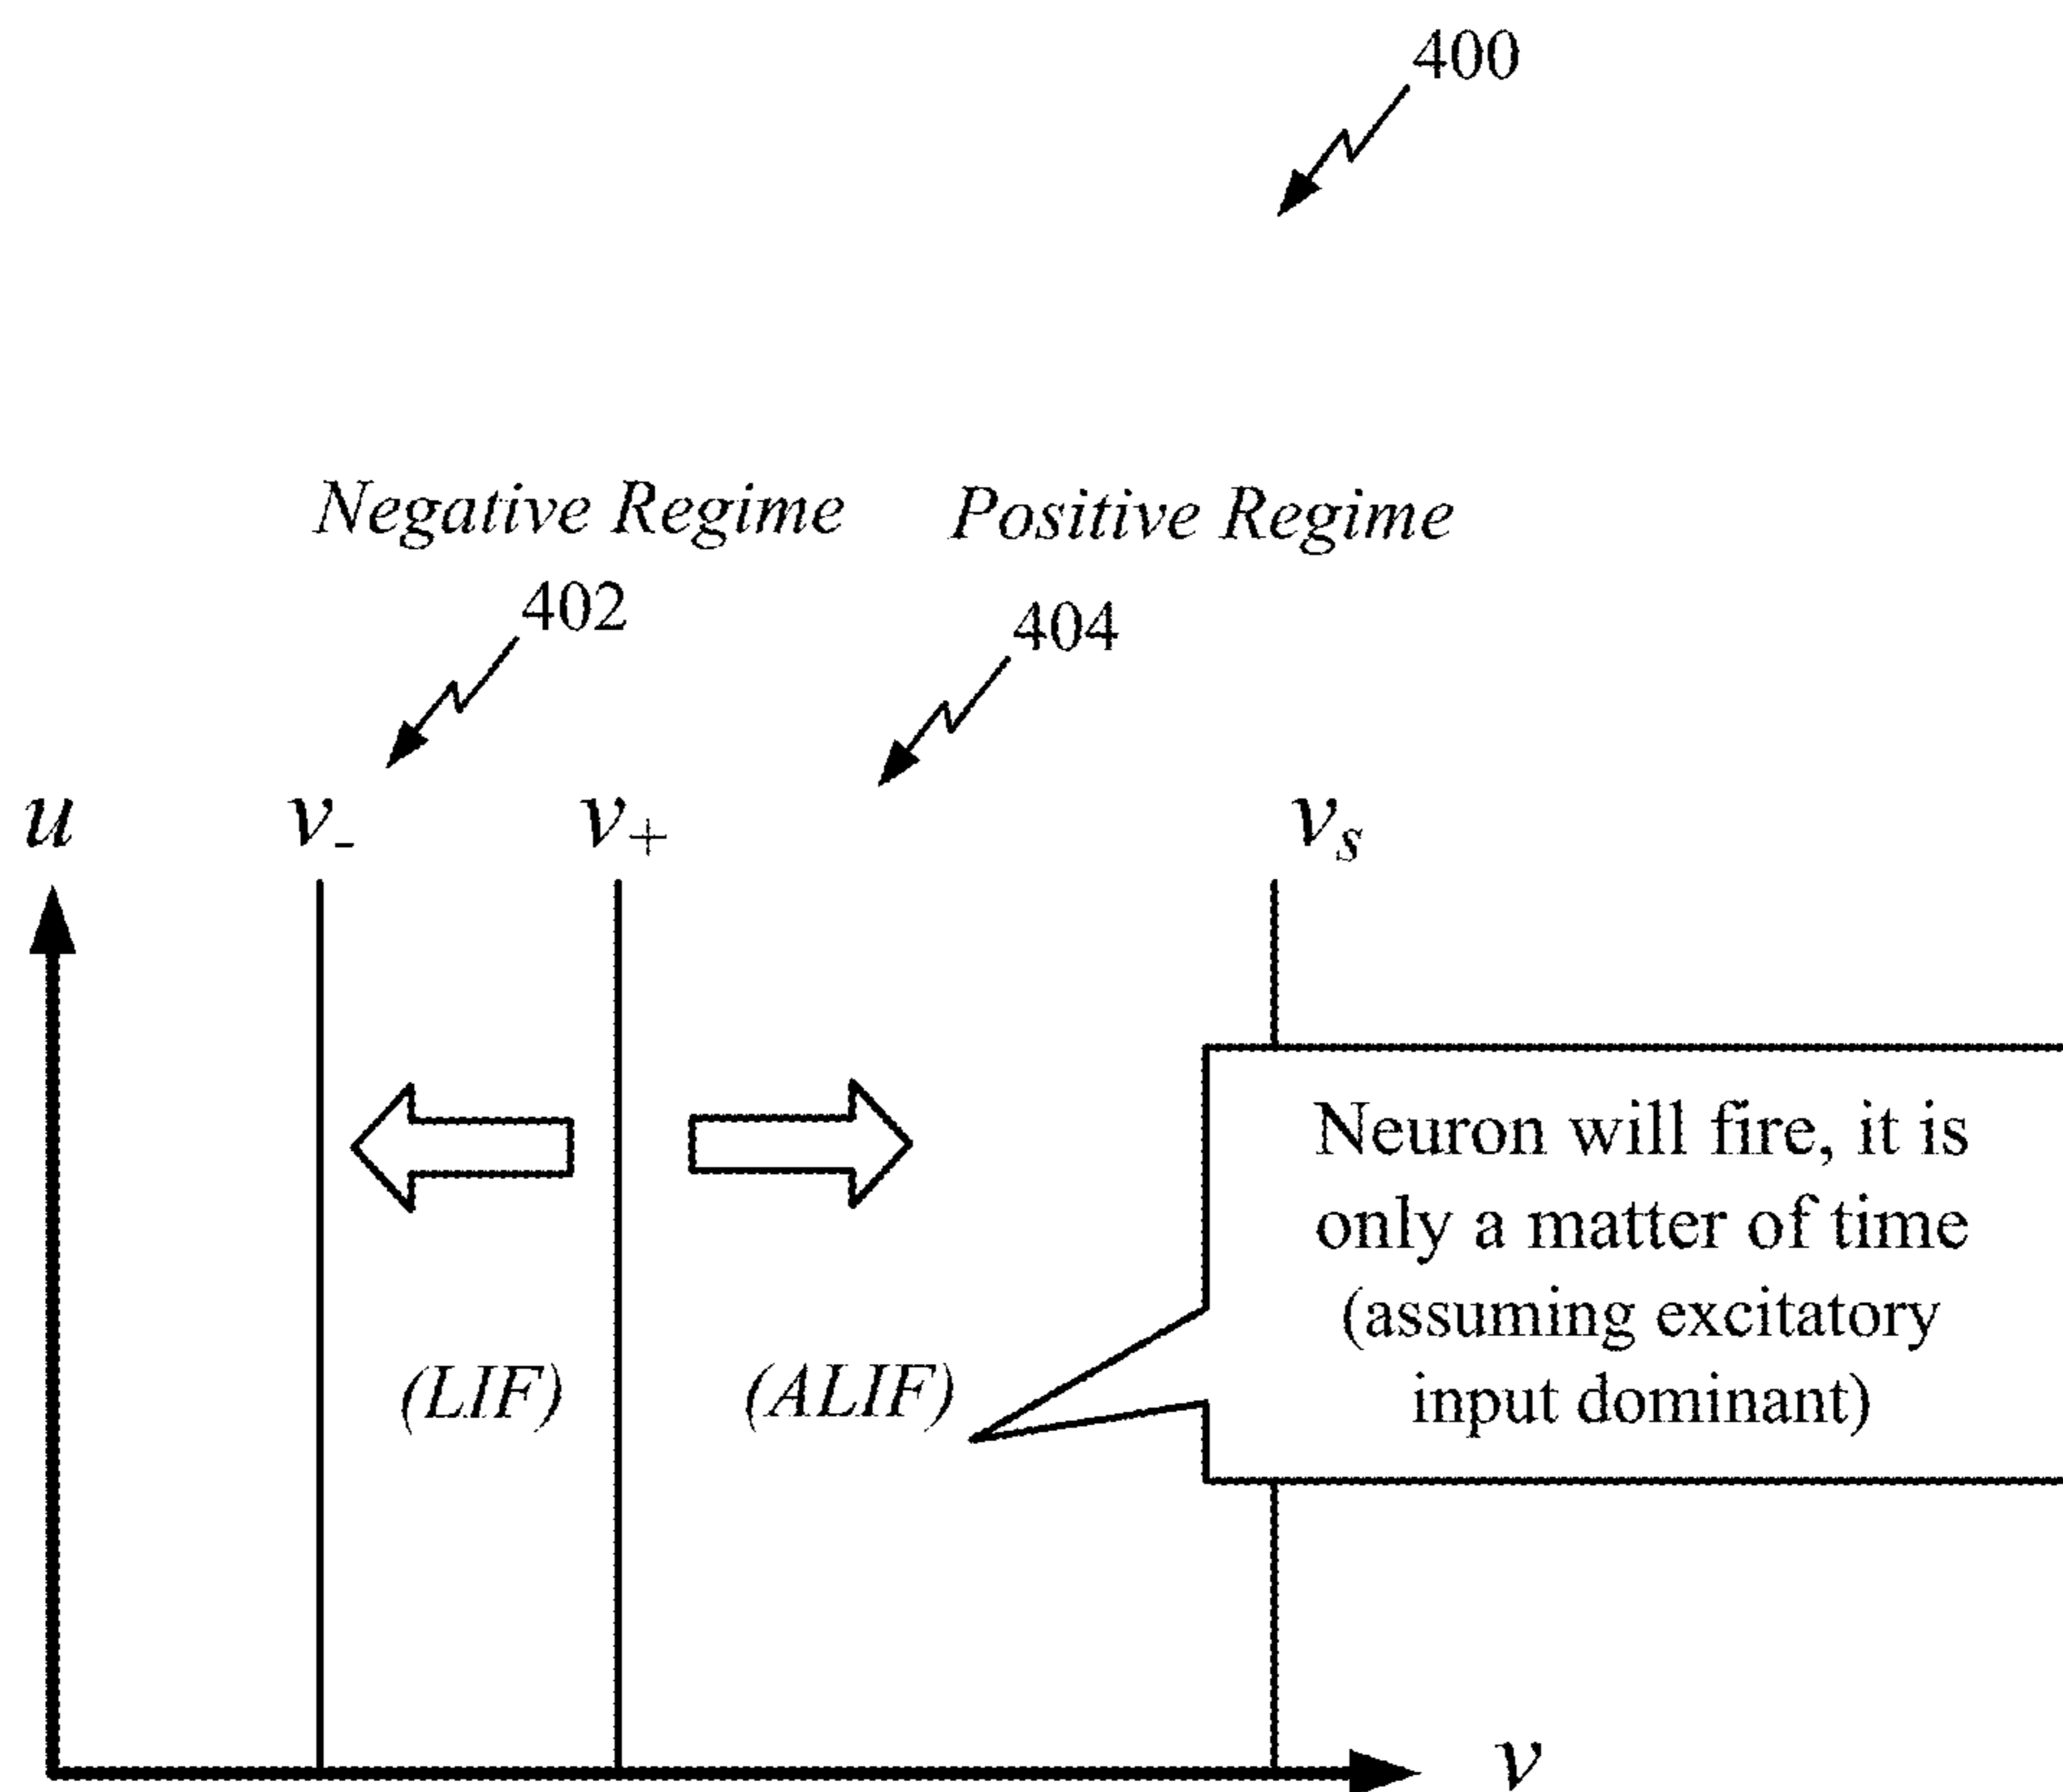 400
Negative Regime Positive Regime
402
404
u v- v+ vs
Neuron will fire, it is
only a matter of time
(assuming excitatory
input dominant)
(LIF) (ALIF)
v